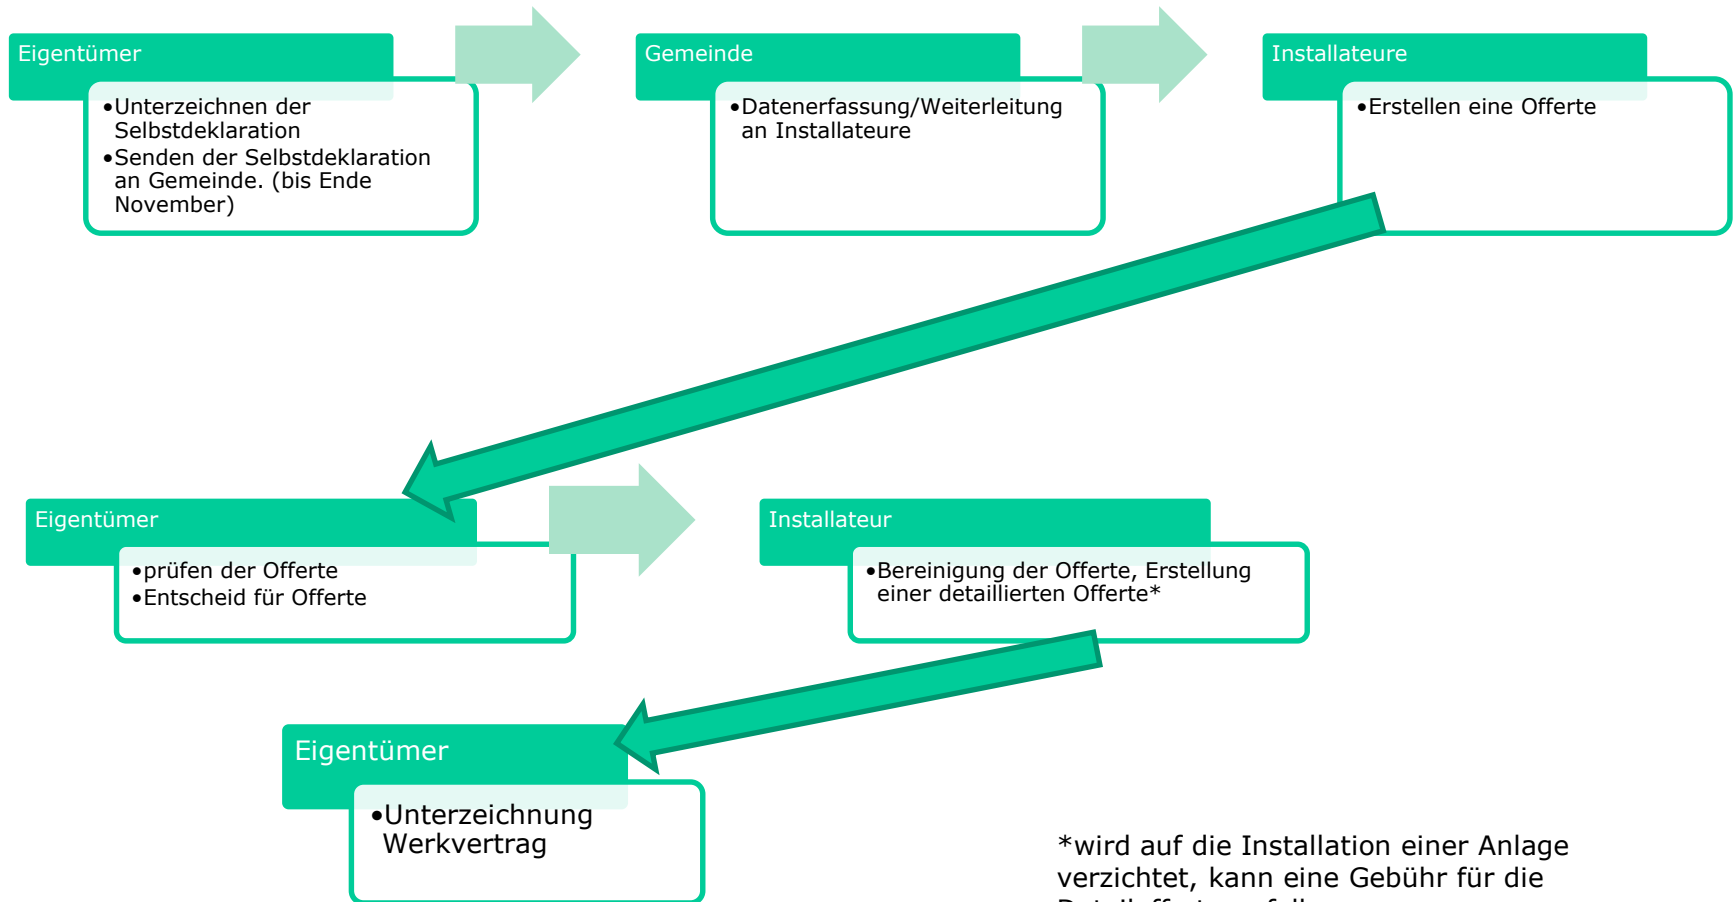 Eigentümer
•Unterzeichnen der
Selbstdeklaration
•Senden der Selbstdeklaration
an Gemeinde. (bis Ende
November)
Gemeinde
•Datenerfassung/Weiterleitung
an Installateure
Installateure
•Erstellen eine Offerte
Eigentümer
•prüfen der Offerte
•Entscheid für Offerte
Installateur
•Bereinigung der Offerte, Erstellung
einer detaillierten Offerte*
Eigentümer
•Unterzeichnung
Werkvertrag
*wird auf die Installation einer Anlage
verzichtet, kann eine Gebühr für die